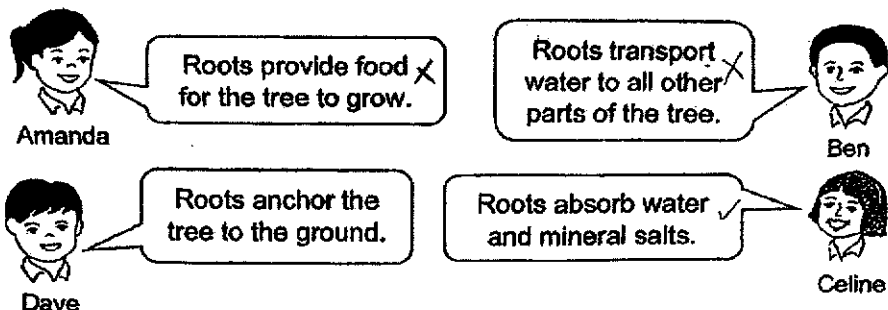 Roots provide food
for the tree to grow.
Amanda
Roots transport
water to all other
parts of the tree.
Ben
Roots anchor the
tree to the ground.
Dave
Roots absorb water
and mineral salts.
Celine